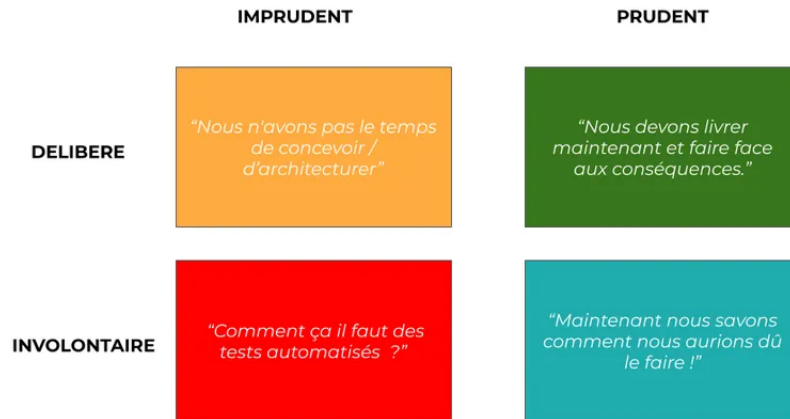 IMPRUDENT
PRUDENT
DELIBERE
“Nous n'avons pas le temps
de concevoir /
d’architecturer”
“Nous devons livrer
maintenant et faire face
aux conséquences.”
INVOLONTAIRE
“Comment ça il faut des
tests automatisés ?”
“Maintenant nous savons
comment nous aurions dû
le faire !”